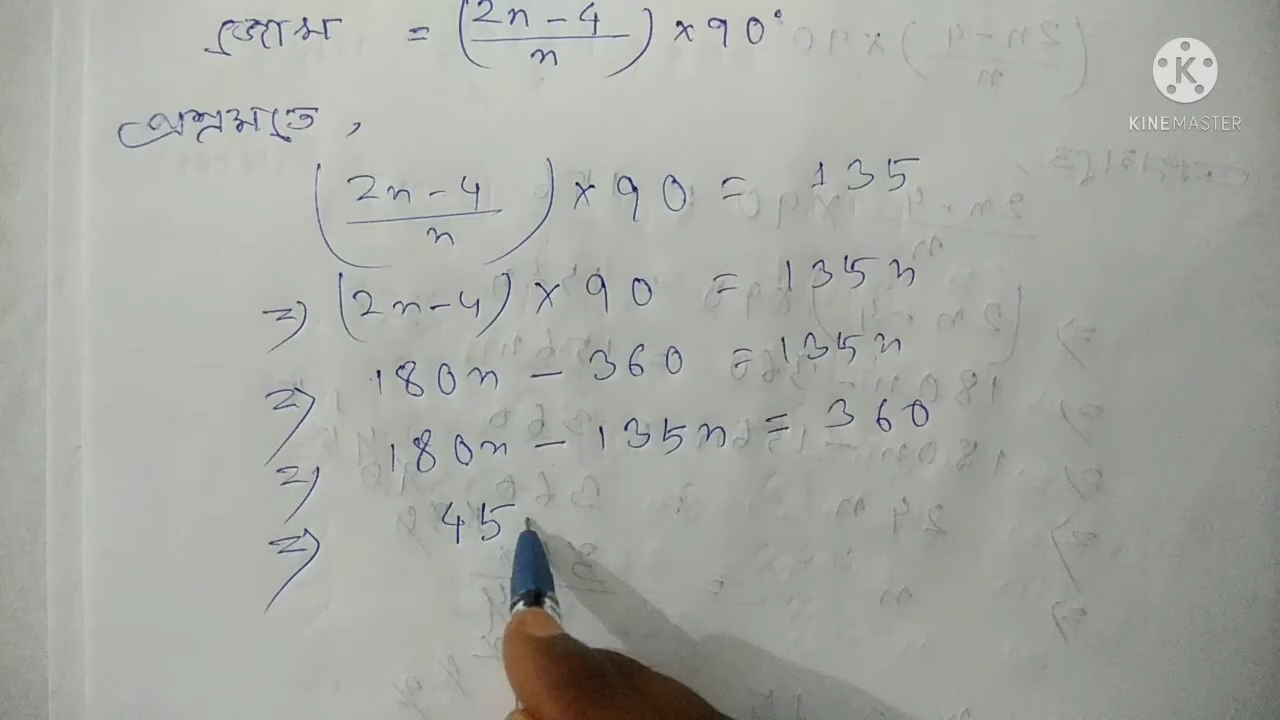 = (2n-4/n) × 90°
KINEMASTER
প্রশ্নমতে,
(2n-4/n) × 90 = 135
⇒ (2n-4) × 90 = 135n
⇒ 180n - 360 = 135n
⇒ 180n - 135n = 360
⇒ 45